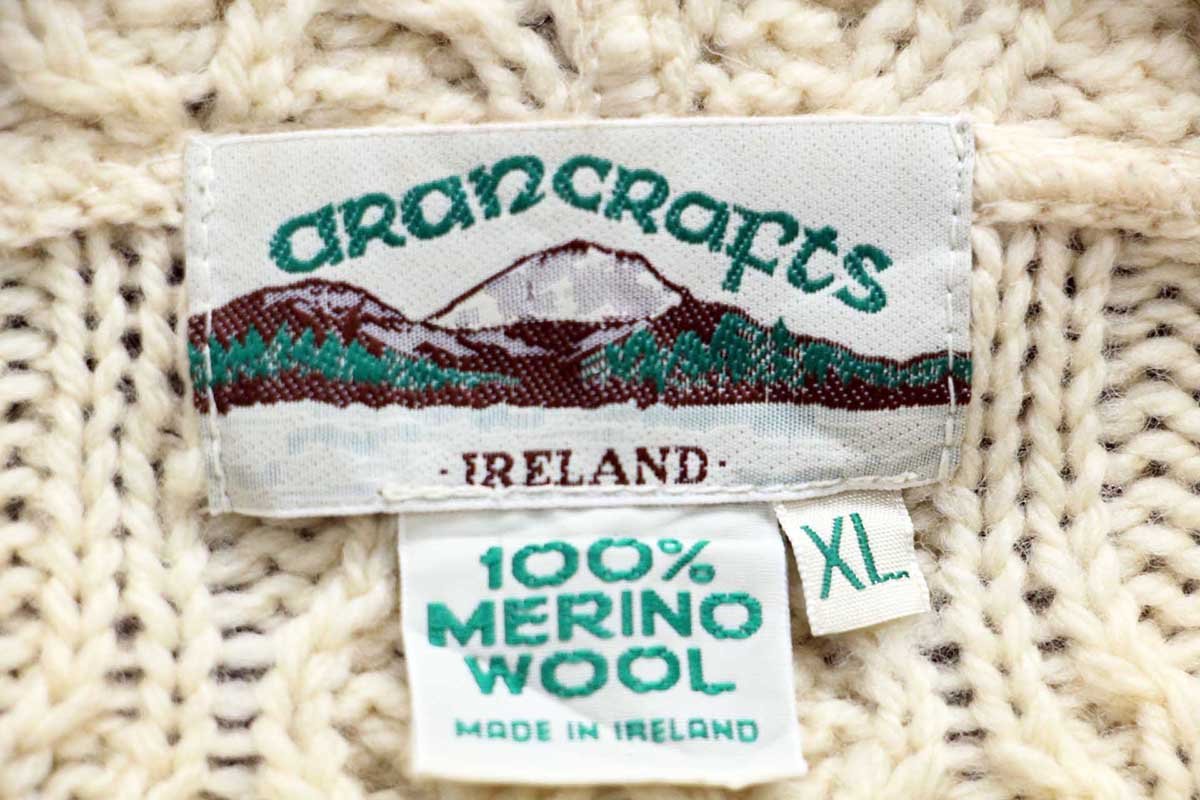 arancrafts
·IRELAND·
XL
100%
MERINO
WOOL
MADE IN IRELAND